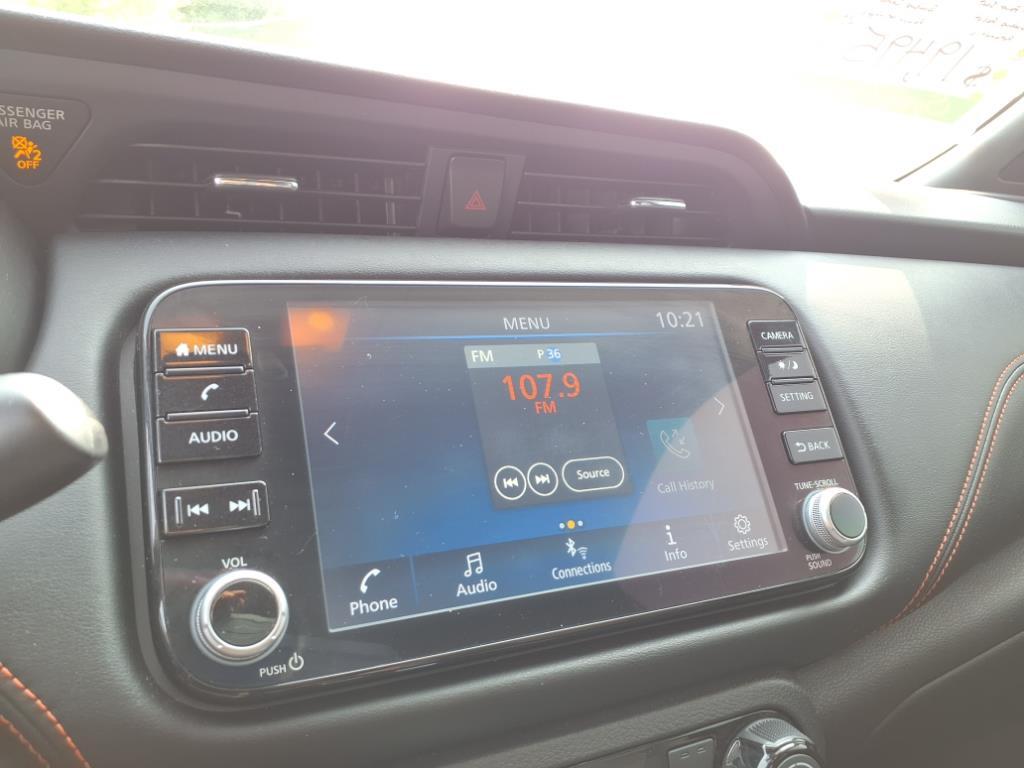 SSENGER
AIR BAG
2
OFF
MENU
AUDIO
VOL
PUSH
MENU
10:21
FM P 36
107.9
FM
Source
Call History
Phone
Audio
Connections
Info
Settings
CAMERA
SETTING
BACK
TUNE·SCROLL
PUSH
SOUND